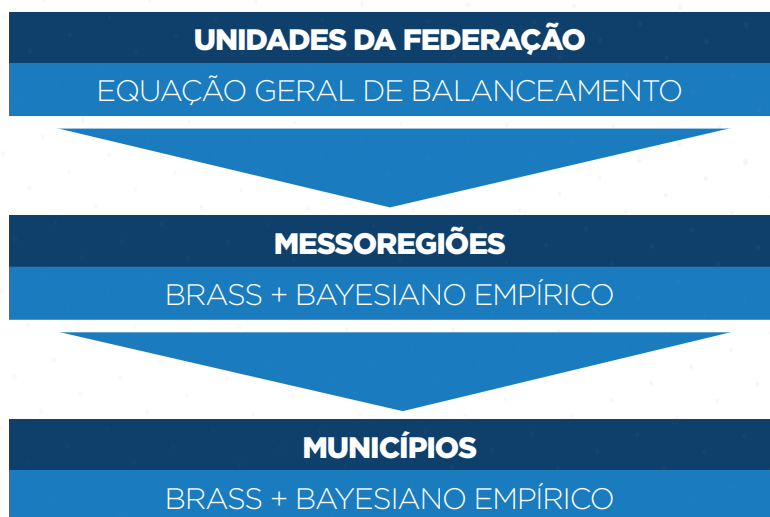 UNIDADES DA FEDERAÇÃO
EQUAÇÃO GERAL DE BALANCEAMENTO
MESSOREGIÕES
BRASS + BAYESIANO EMPÍRICO
MUNICÍPIOS
BRASS + BAYESIANO EMPÍRICO